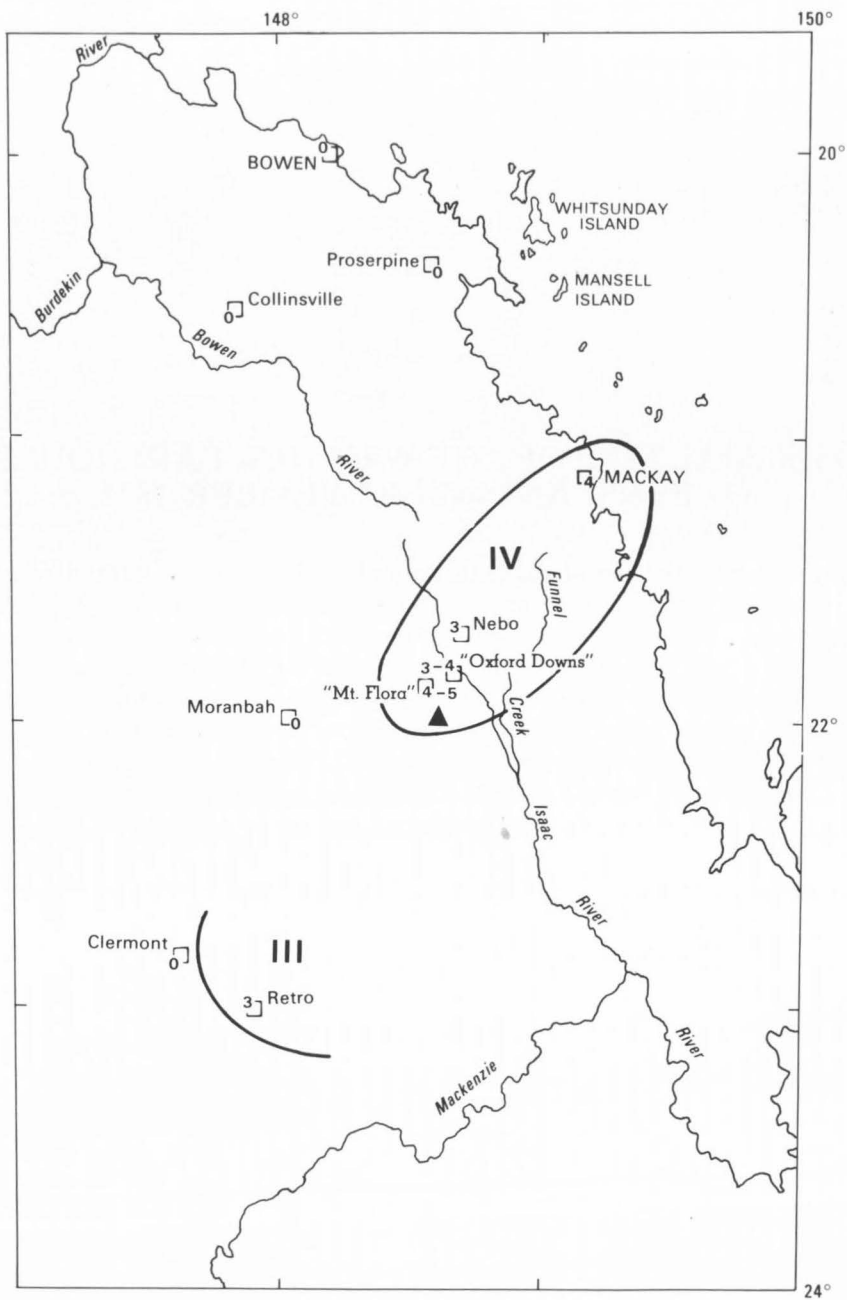 148°
150°
River
20°
0
BOWEN
WHITSUNDAY
ISLAND
Proserpine
0
MANSELL
ISLAND
Burdekin
Collinsville
0
Bowen
River
4 MACKAY
IV
Funnel
3 Nebo
3-4 "Oxford Downs"
"Mt. Flora" 4-5
Moranbah
0
Creek
22°
Isaac
River
Clermont
0
III
3 Retro
River
Mackenzie
24°